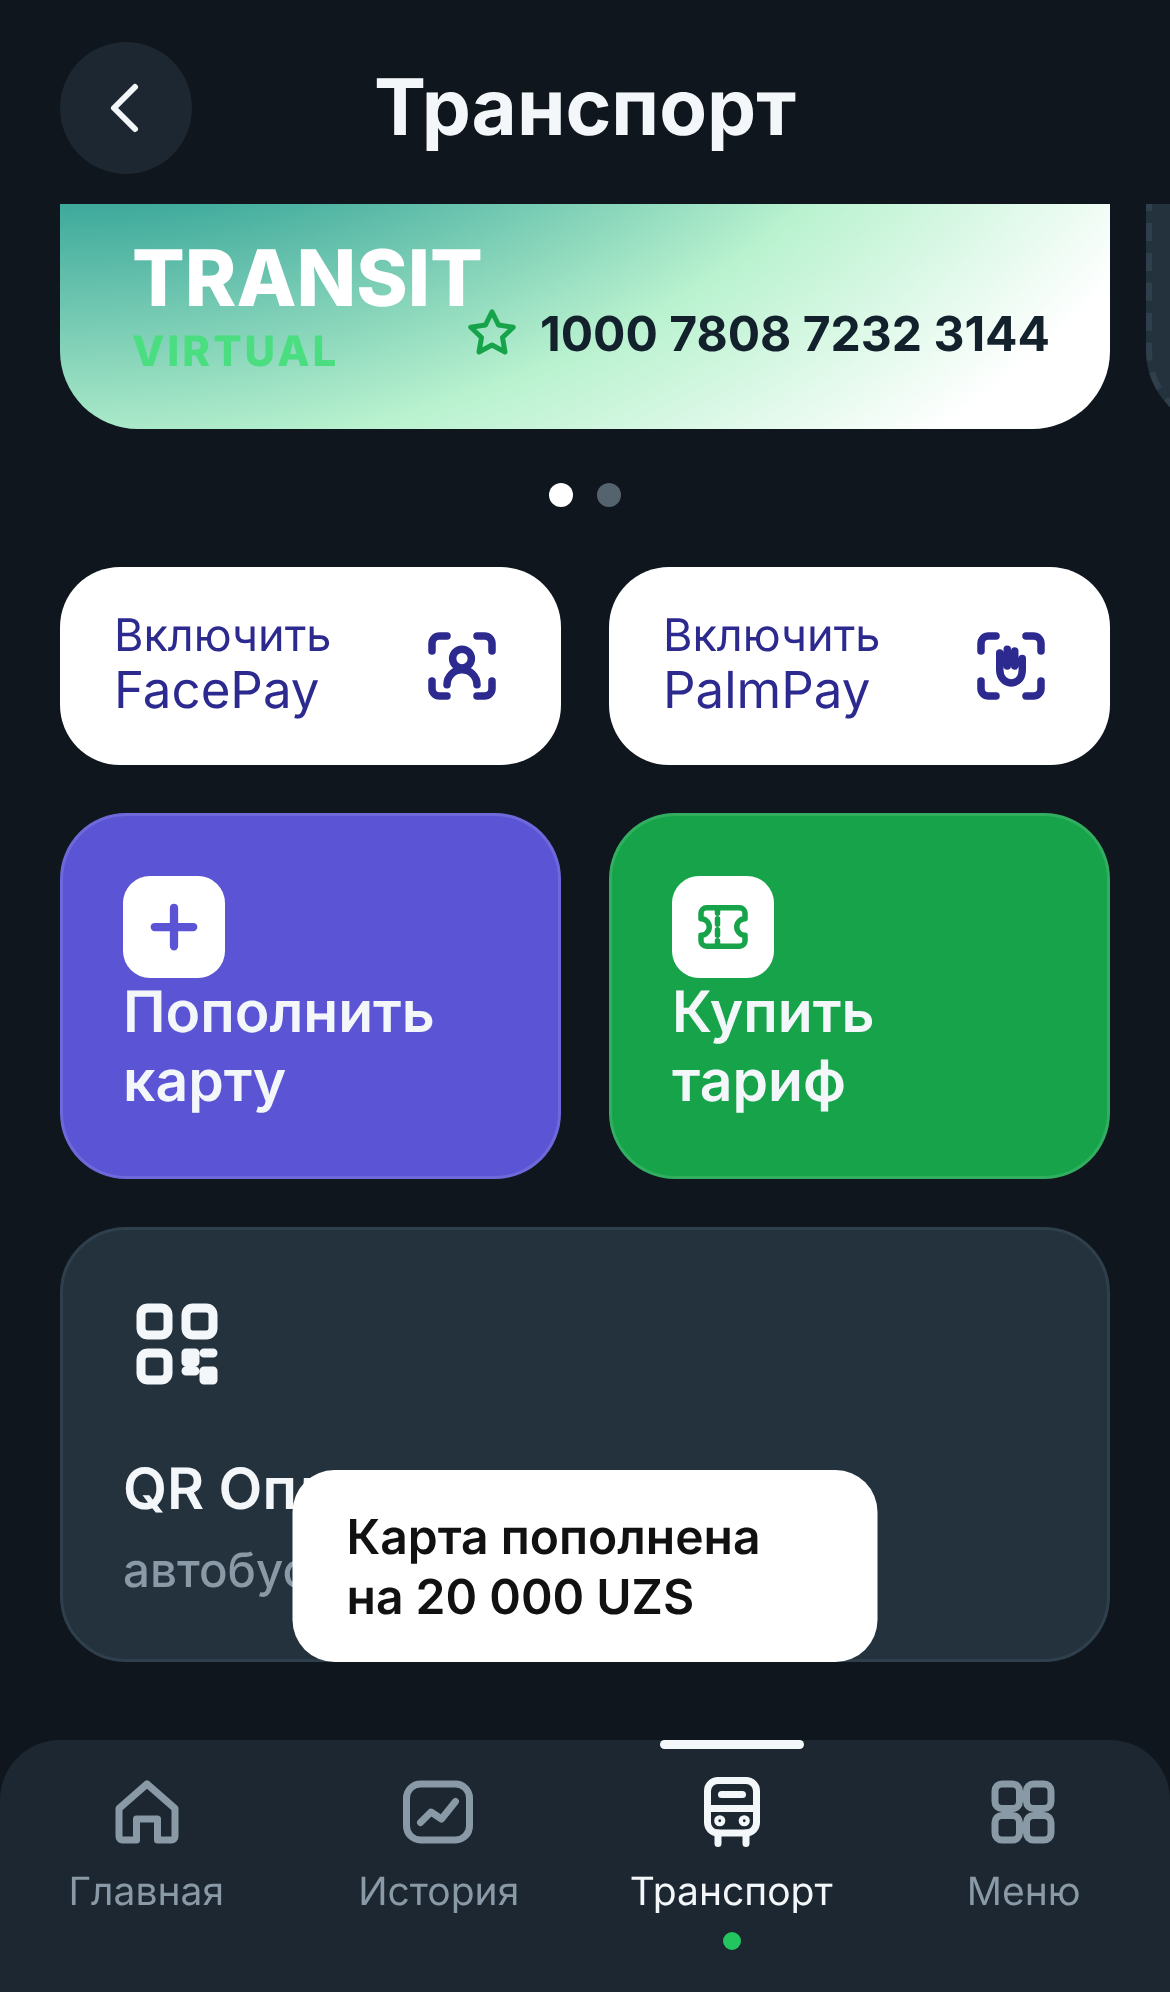 Транспорт
TRANSIT
VIRTUAL
1000 7808 7232 3144
Включить
FacePay
Включить
PalmPay
Пополнить
карту
Купить
тариф
QR
Карта пополнена
на 20 000 UZS
Главная
История
Транспорт
Меню